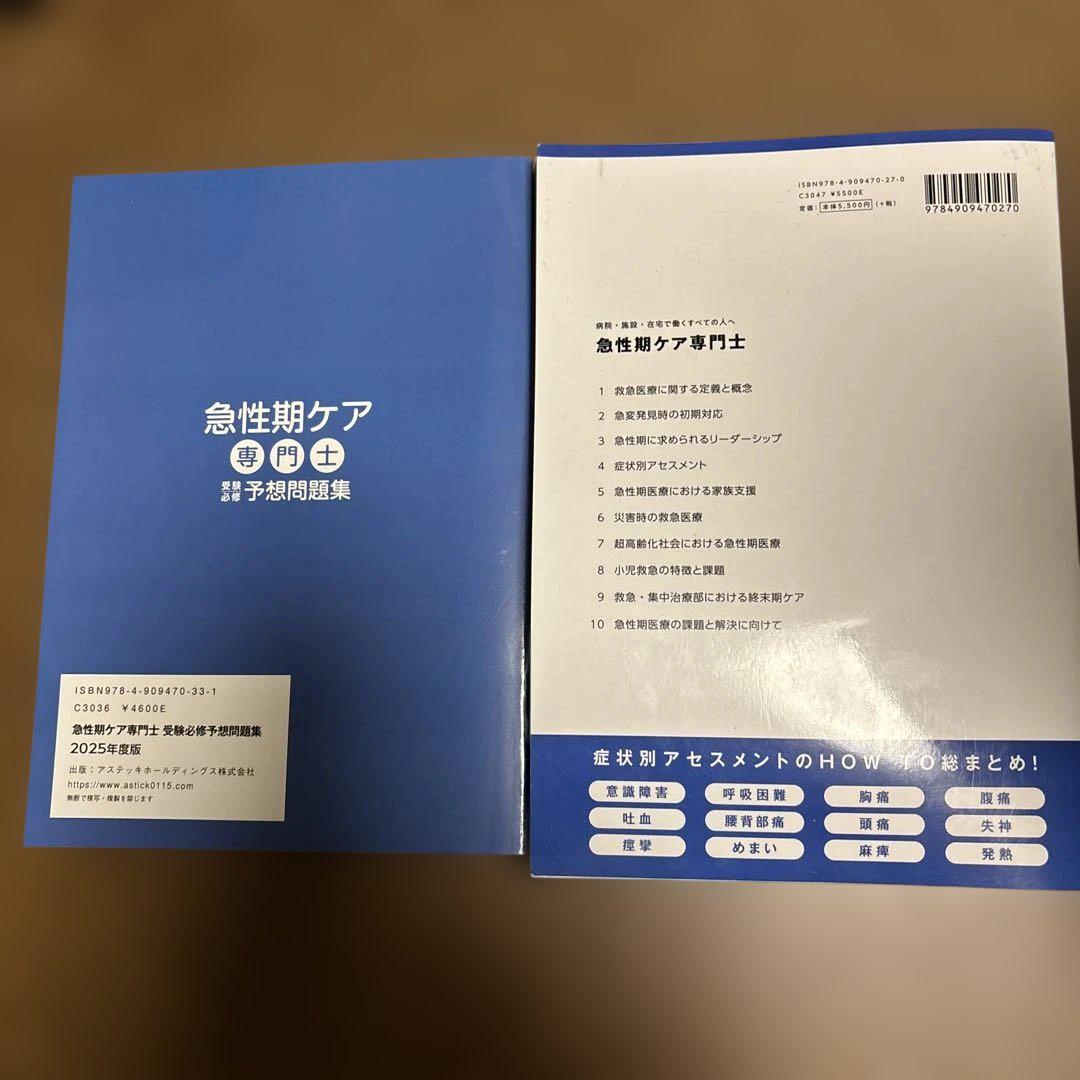 急性期ケア
専門士
受験必修 予想問題集
ISBN978-4-909470-33-1
C3036 ¥4600E
急性期ケア専門士 受験必修予想問題集
2025年度版
出版：アステッキホールディングス株式会社
https://www.astick0115.com
無断で複写・複製を禁じます
ISBN978-4-909470-27-0
C3047 ¥5500E
定価：本体5,500円（+税）
9784909470270
病院・施設・在宅で働くすべての人へ
急性期ケア専門士
1 救急医療に関する定義と概念
2 急変発見時の初期対応
3 急性期に求められるリーダーシップ
4 症状別アセスメント
5 急性期医療における家族支援
6 災害時の救急医療
7 超高齢化社会における急性期医療
8 小児救急の特徴と課題
9 救急・集中治療部における終末期ケア
10 急性期医療の課題と解決に向けて
症状別アセスメントのHOW TO総まとめ！
意識障害 呼吸困難 胸痛 腹痛
吐血 腰背部痛 頭痛 失神
痙攣 めまい 麻痺 発熱